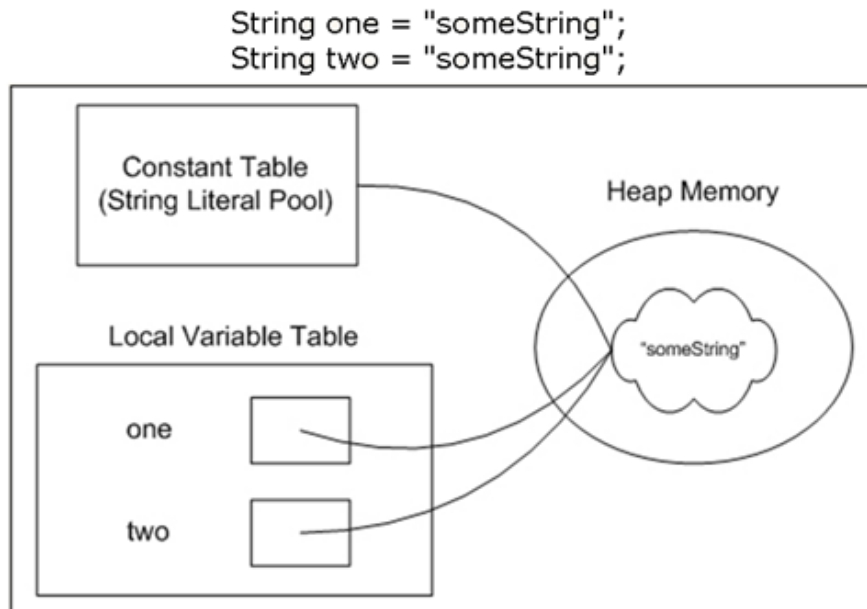 String one = "someString";
String two = "someString";
Constant Table
(String Literal Pool)
Heap Memory
"someString"
Local Variable Table
one
two